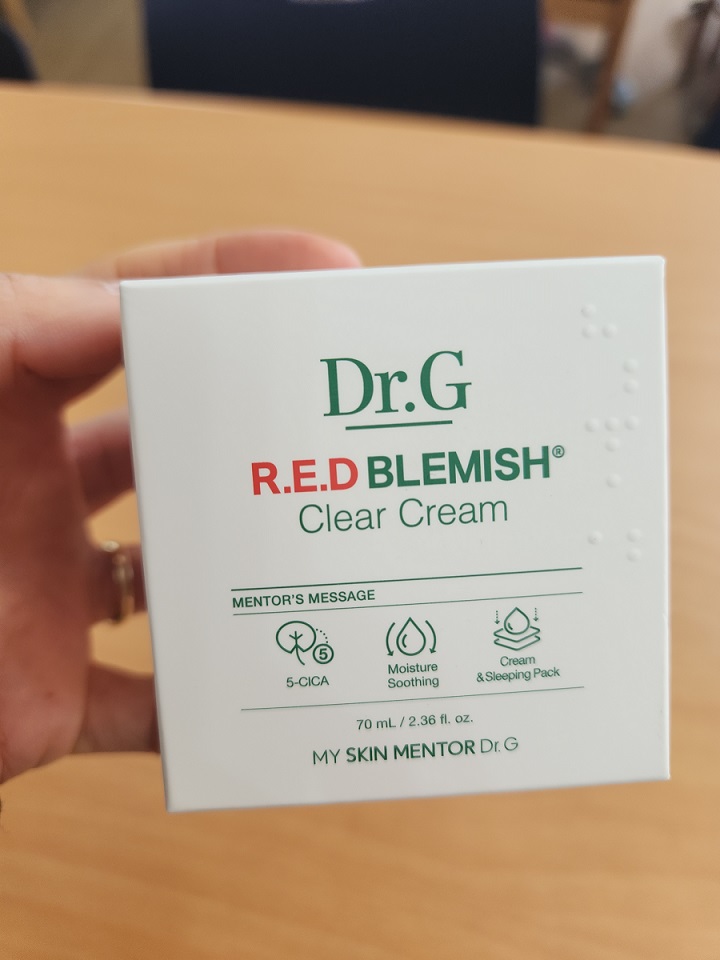 Dr.G
R.E.D BLEMISH®
Clear Cream
MENTOR'S MESSAGE
5
5-CICA
Moisture
Soothing
Cream
& Sleeping Pack
70 mL / 2.36 fl. oz.
MY SKIN MENTOR Dr.G